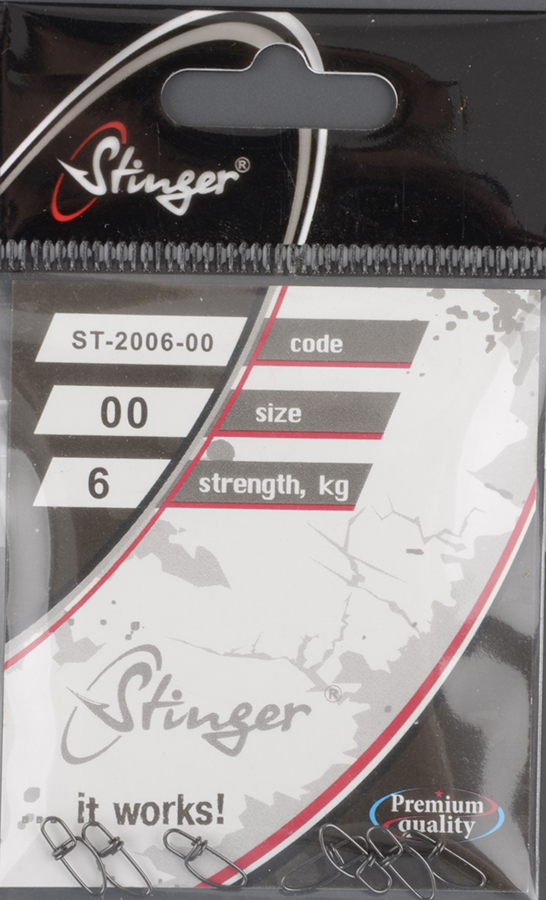 Stinger®
ST-2006-00 code
00 size
6 strength, kg
Stinger®
it works!
Premium
quality